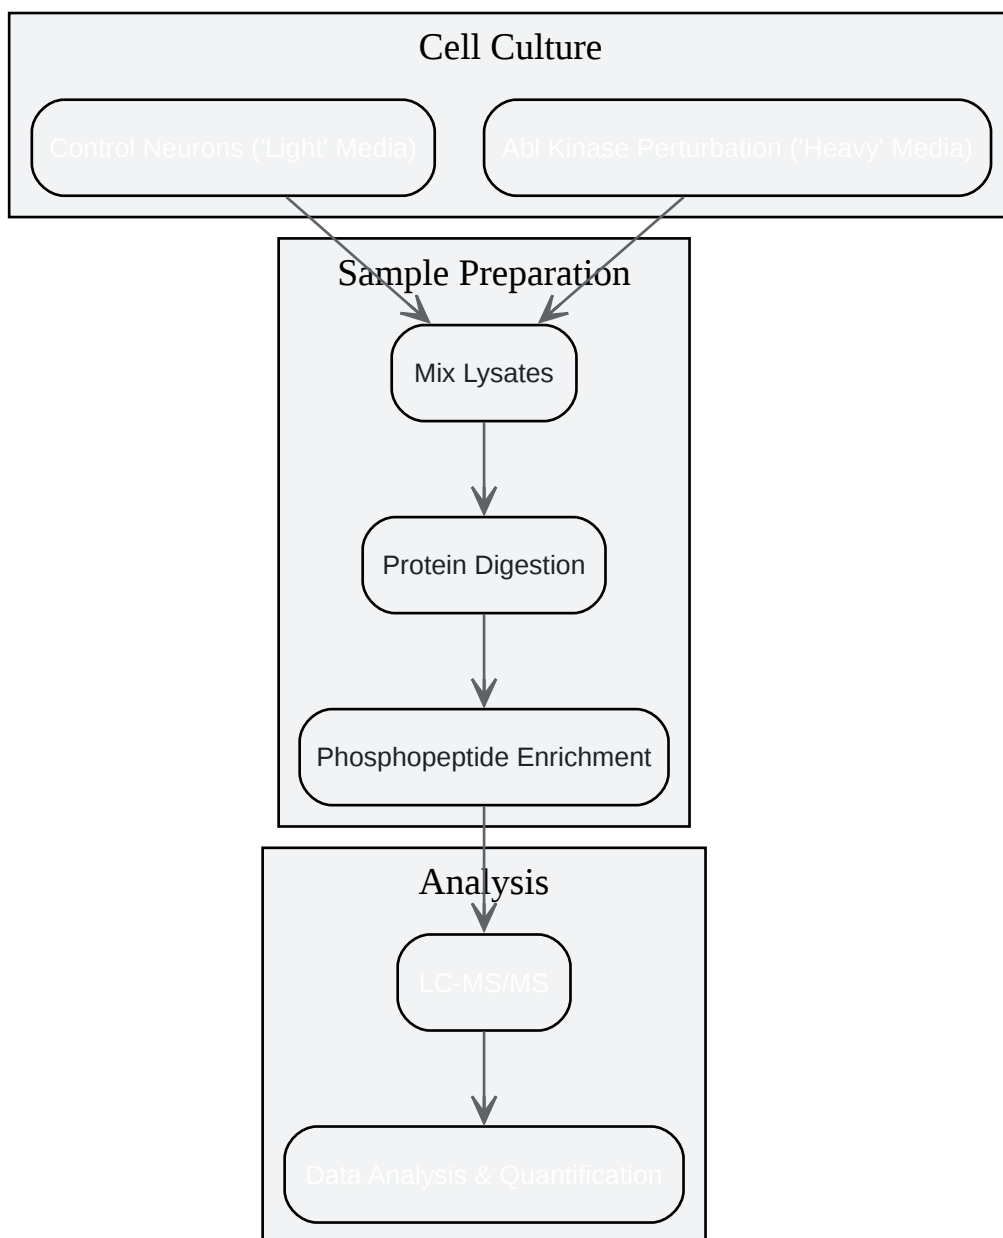 Cell Culture
Control Neurons ('Light' Media)
Abl Kinase Perturbation ('Heavy' Media)
Sample Preparation
Mix Lysates
Protein Digestion
Phosphopeptide Enrichment
Analysis
LC-MS/MS
Data Analysis & Quantification